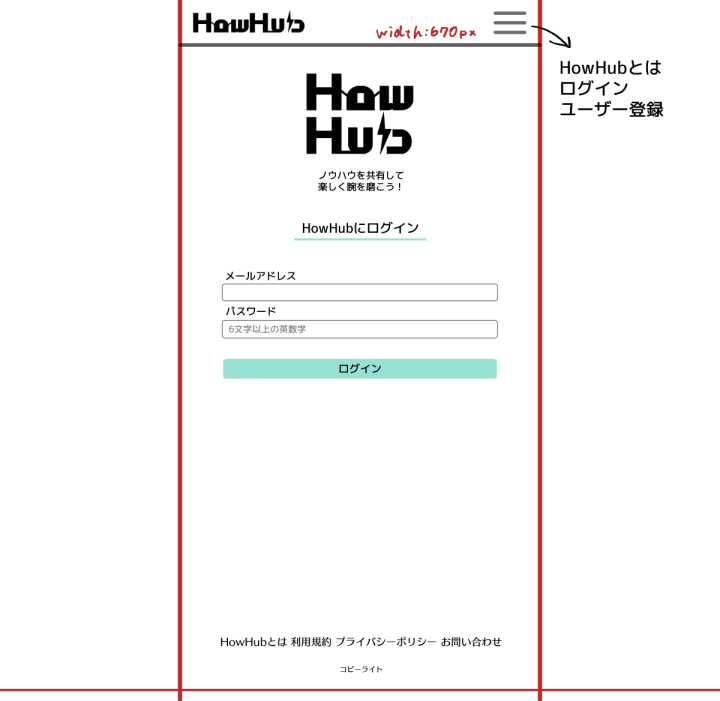 HowHub
width:670px
HowHubとは
ログイン
ユーザー登録
How
Hub
ノウハウを共有して
楽しく腕を磨こう！
HowHubにログイン
メールアドレス
パスワード
6文字以上の英数字
ログイン
HowHubとは 利用規約 プライバシーポリシー お問い合わせ
コピーライト